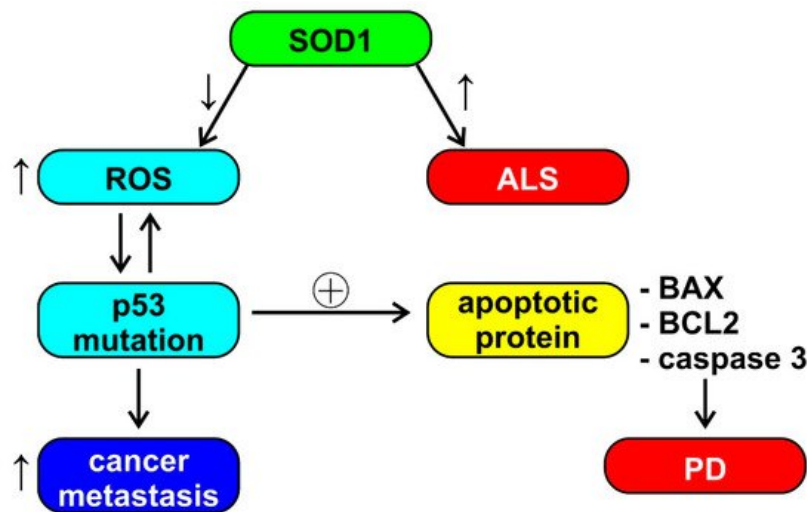 SOD1
↓
↑
↑
ROS
ALS
p53
mutation
+
apoptotic
protein
- BAX
- BCL2
- caspase 3
↑
cancer
metastasis
PD